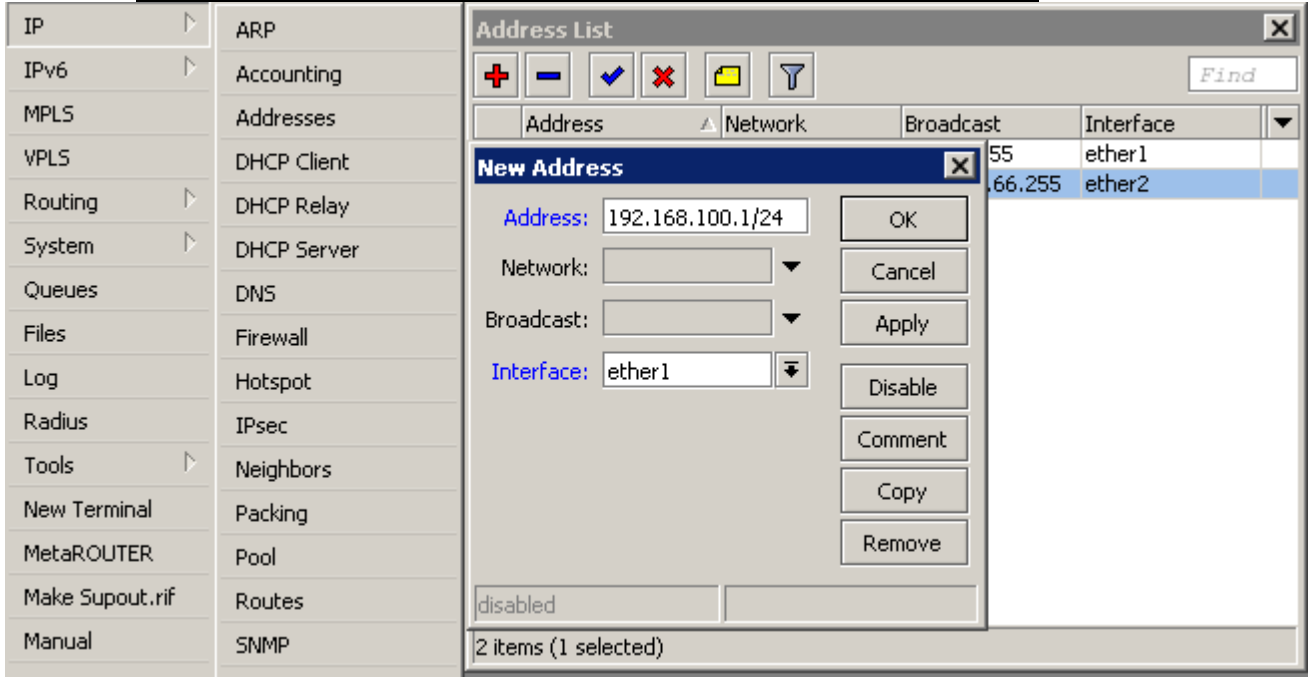 IP
IPv6
MPLS
VPLS
Routing
System
Queues
Files
Log
Radius
Tools
New Terminal
MetaROUTER
Make Supout.rif
Manual
ARP
Accounting
Addresses
DHCP Client
DHCP Relay
DHCP Server
DNS
Firewall
Hotspot
IPsec
Neighbors
Packing
Pool
Routes
SNMP
Address List
Find
Address Network Broadcast Interface
55 ether1
.66.255 ether2
New Address
Address: 192.168.100.1/24
Network:
Broadcast:
Interface: ether1
OK
Cancel
Apply
Disable
Comment
Copy
Remove
disabled
2 items (1 selected)